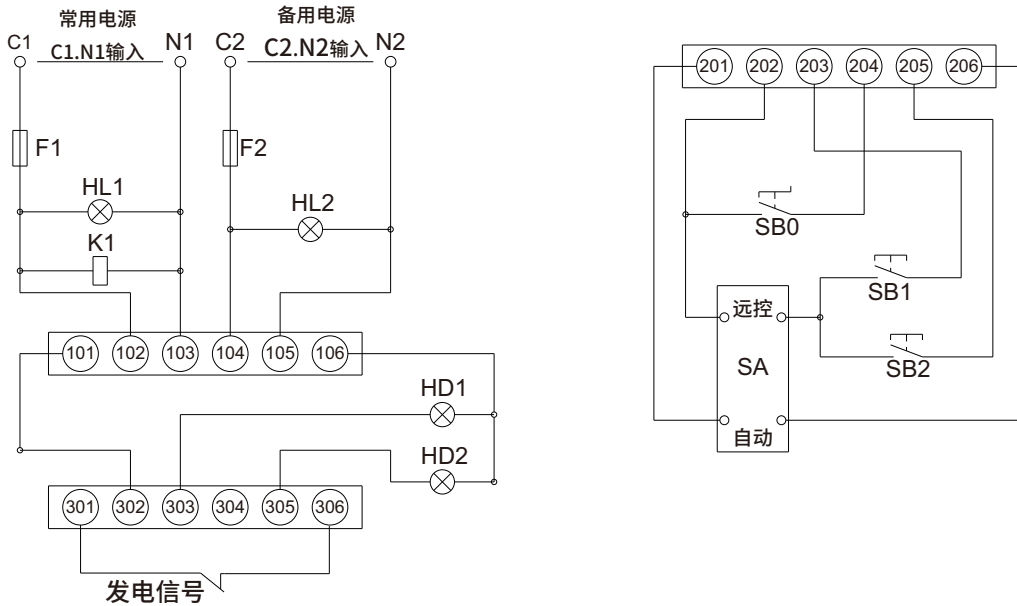 常用电源
备用电源
C1 C1.N1输入 N1 C2 C2.N2输入 N2
F1
F2
HL1
HL2
K1
101 102 103 104 105 106
HD1
HD2
301 302 303 304 305 306
发电信号
201 202 203 204 205 206
SB0
SB1
远控
SA
SB2
自动